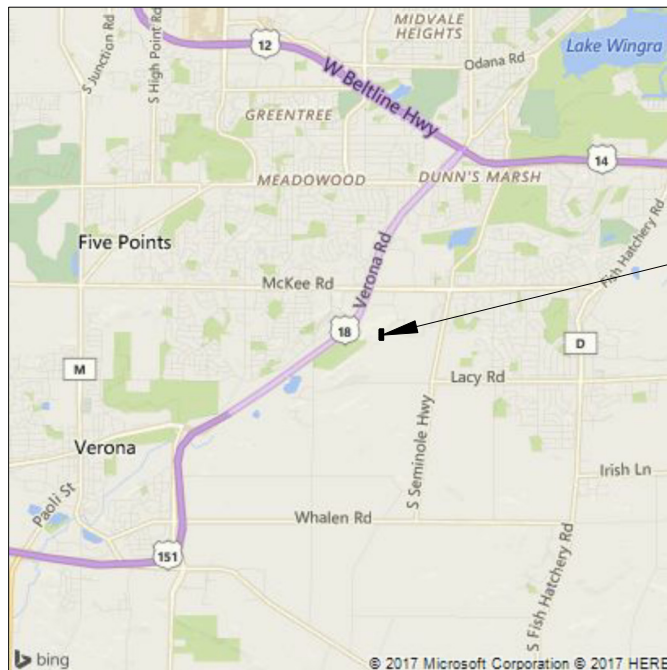 MIDVALE
HEIGHTS
Lake Wingra
12
S Junction Rd
S High Point Rd
Odana Rd
W Beltline Hwy
GREENTREE
14
MEADOWOOD
DUNN'S MARSH
Fish Hatchery Rd
Five Points
Verona Rd
McKee Rd
18
D
M
Lacy Rd
S Seminole Hwy
Verona
Irish Ln
Paoli St
Whalen Rd
151
S Fish Hatchery Rd
bing
© 2017 Microsoft Corporation © 2017 HERE